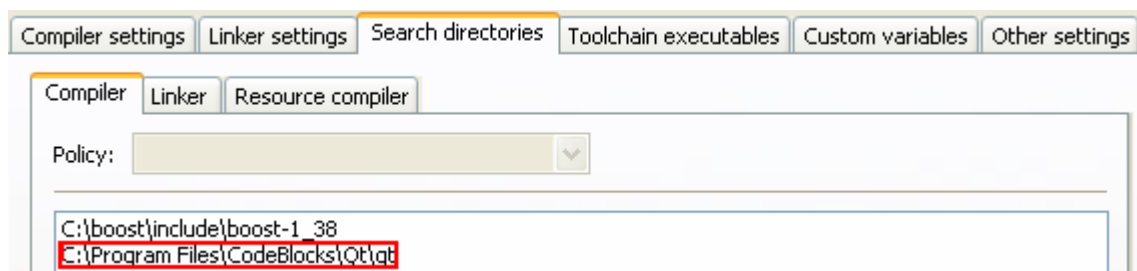 Compiler settings Linker settings Search directories Toolchain executables Custom variables Other settings
Compiler Linker Resource compiler
Policy:
C:\boost\include\boost-1_38
C:\Program Files\CodeBlocks\Qt\qt